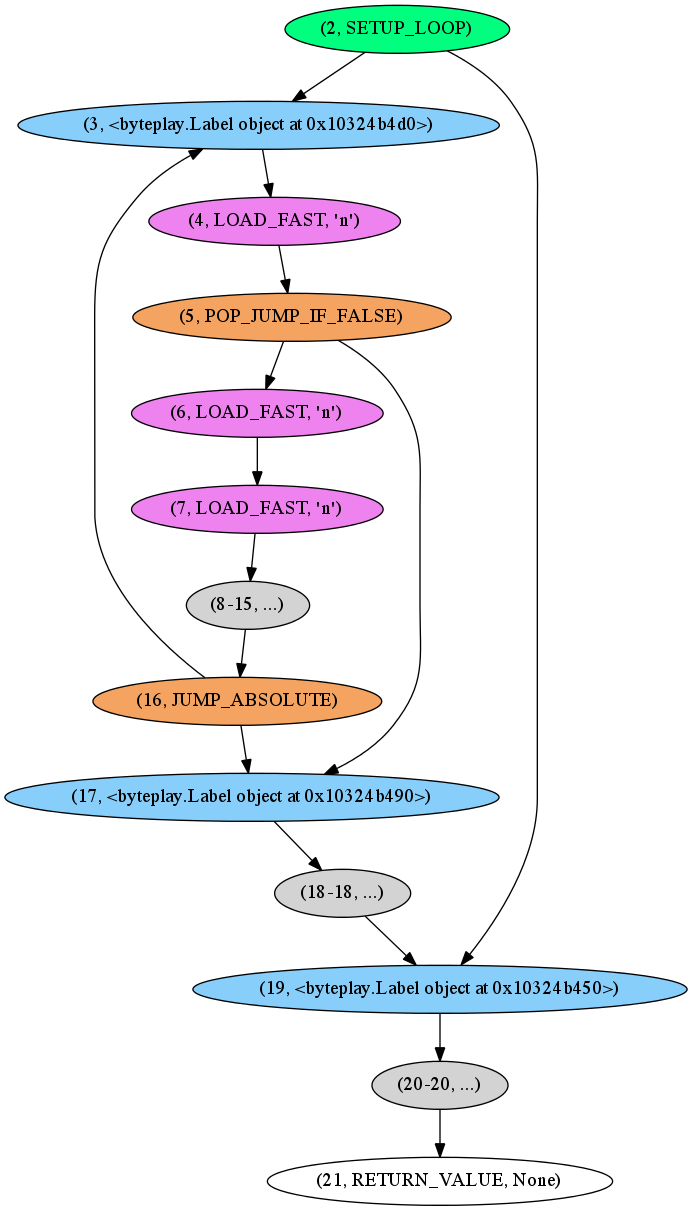 (2, SETUP_LOOP)
(3, <byteplay.Label object at 0x10324b4d0>)
(4, LOAD_FAST, 'n')
(5, POP_JUMP_IF_FALSE)
(6, LOAD_FAST, 'n')
(7, LOAD_FAST, 'n')
(8-15, ...)
(16, JUMP_ABSOLUTE)
(17, <byteplay.Label object at 0x10324b490>)
(18-18, ...)
(19, <byteplay.Label object at 0x10324b450>)
(20-20, ...)
(21, RETURN_VALUE, None)